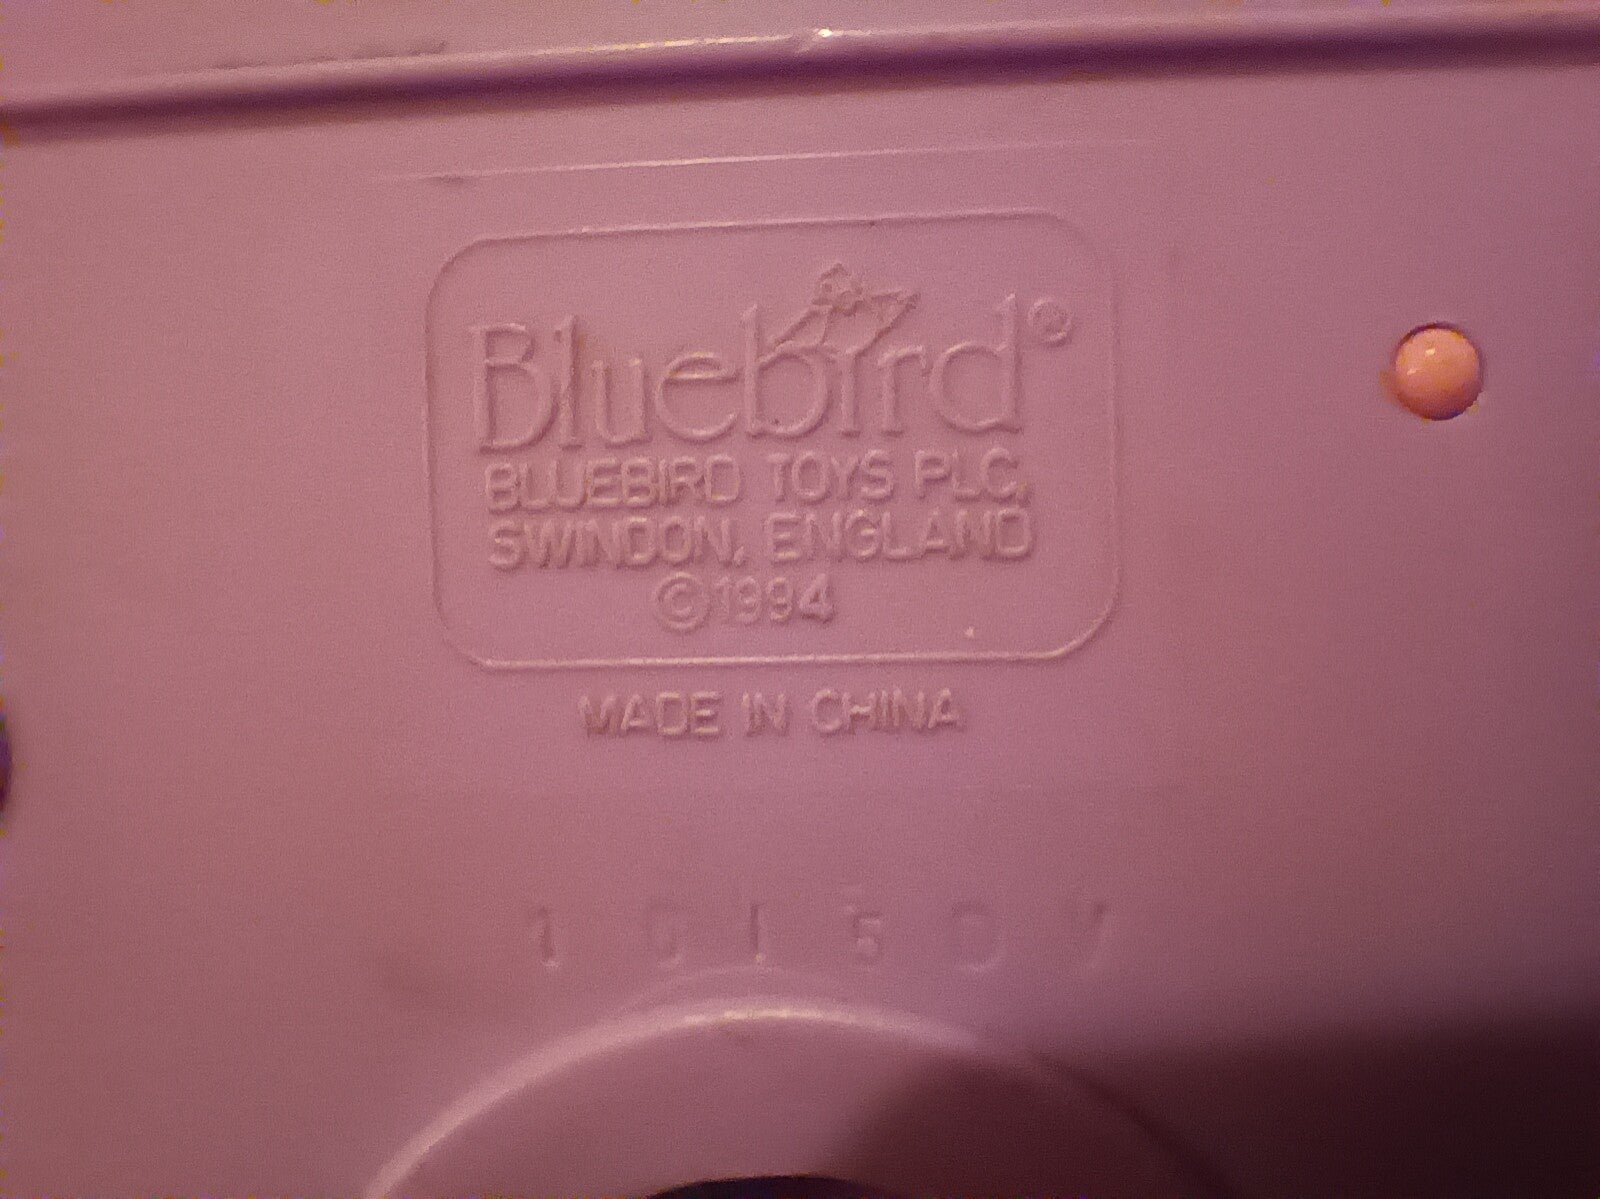 Bluebird®
BLUEBIRD TOYS PLC,
SWINDON, ENGLAND
©1994
MADE IN CHINA